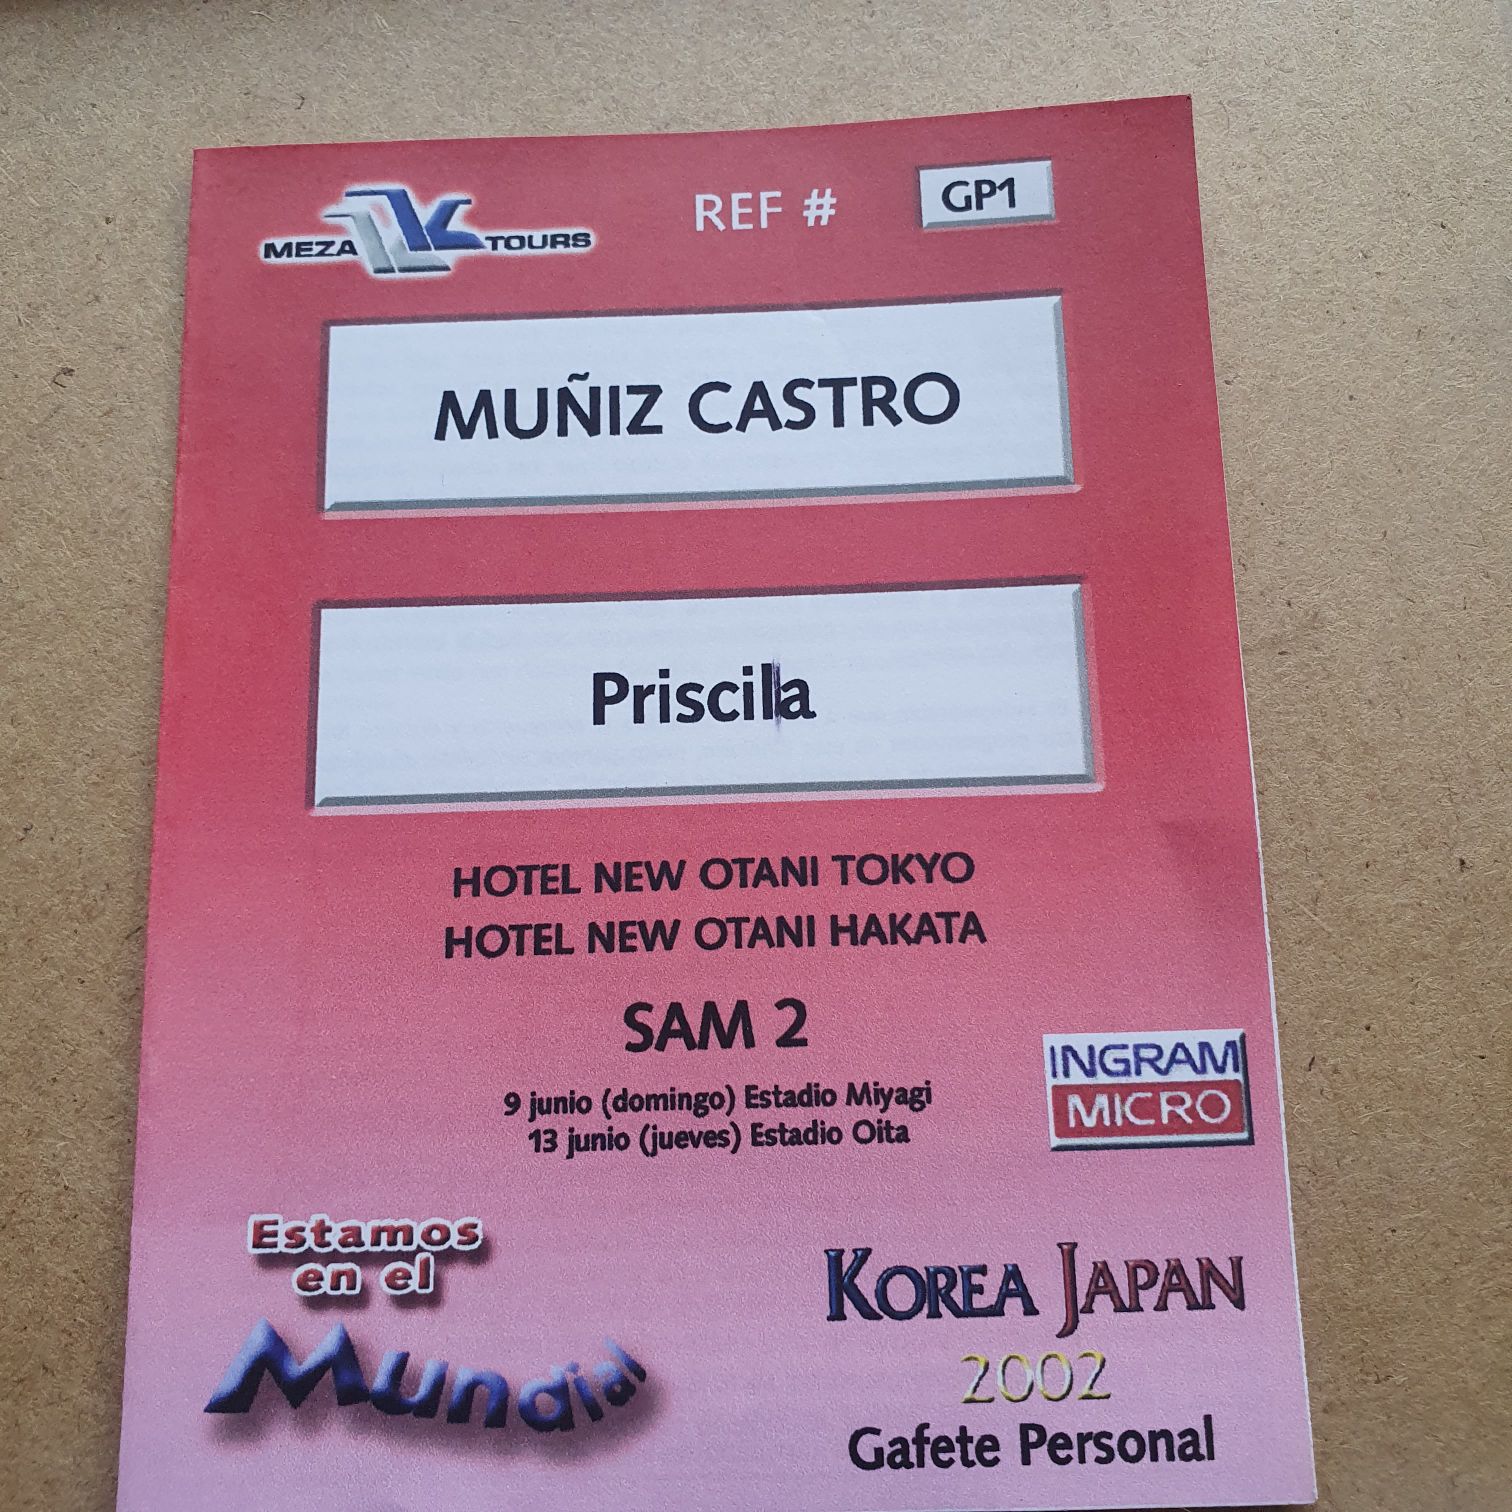 MEZA TOURS
REF # GP1
MUÑIZ CASTRO
Priscila
HOTEL NEW OTANI TOKYO
HOTEL NEW OTANI HAKATA
SAM 2
9 junio (domingo) Estadio Miyagi
13 junio (jueves) Estadio Oita
INGRAM
MICRO
Estamos
en el
Mundial
KOREA JAPAN
2002
Gafete Personal